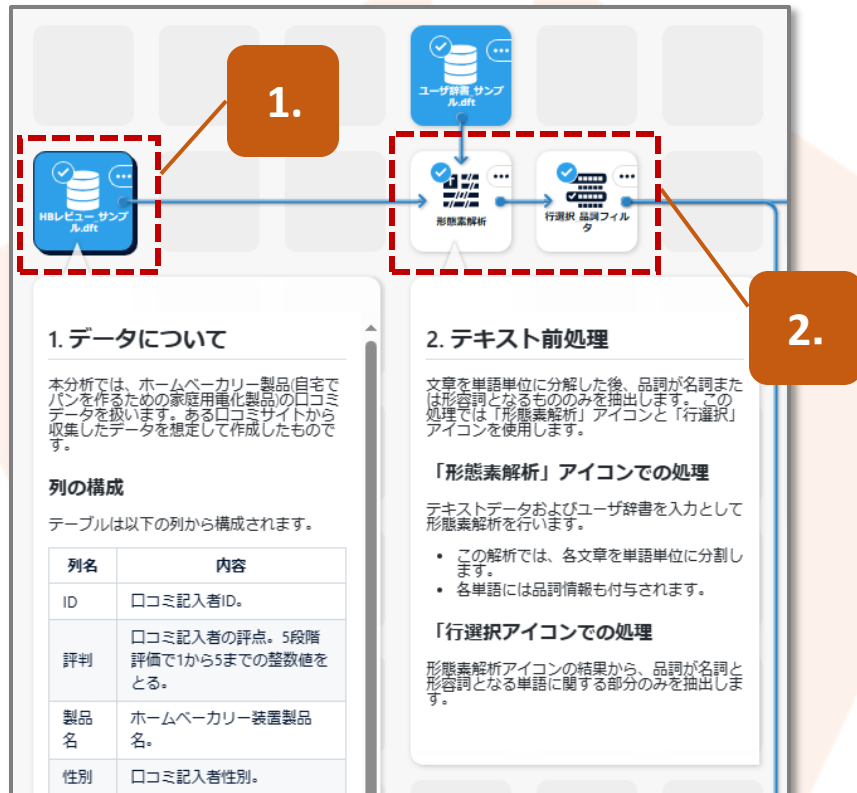 ユーザ辞書_サンプ
ル.dft
1.
HBレビュー_サンプ
ル.dft
形態素解析
行選択 品詞フィル
タ
2.
1. データについて
本分析では、ホームベーカリー製品(自宅で
パンを作るための家庭用電化製品)の口コミ
データを扱います。ある口コミサイトから
収集したデータを想定して作成したもので
す。
列の構成
テーブルは以下の列から構成されます。
列名 内容
ID 口コミ記入者ID。
評判 口コミ記入者の評点。5段階
評価で1から5までの整数値を
とる。
製品
名
ホームベーカリー装置製品
名。
性別 口コミ記入者性別。
2. テキスト前処理
文章を単語単位に分解した後、品詞が名詞また
は形容詞となるもののみを抽出します。 この
処理では「形態素解析」アイコンと「行選択」
アイコンを使用します。
「形態素解析」アイコンでの処理
テキストデータおよびユーザ辞書を入力として
形態素解析を行います。
• この解析では、各文章を単語単位に分割し
ます。
• 各単語には品詞情報も付与されます。
「行選択アイコンでの処理
形態素解析アイコンの結果から、品詞が名詞と
形容詞となる単語に関する部分のみを抽出しま
す。